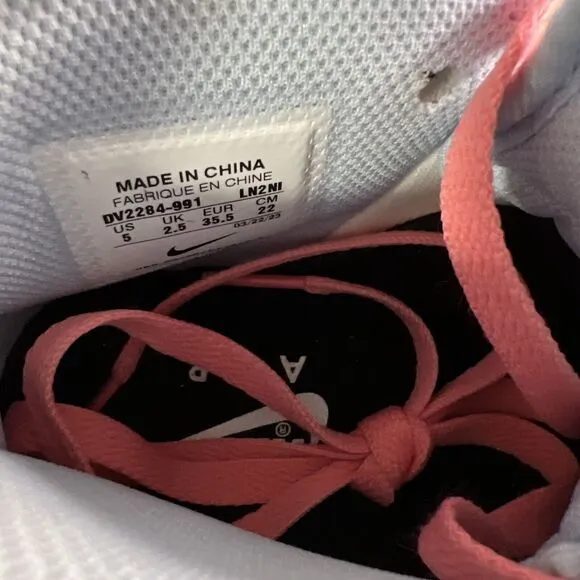 MADE IN CHINA
FABRIQUE EN CHINE
DV2284-991 LN2NI
US UK EUR CM
5 2.5 35.5 22
03/22/23
A R